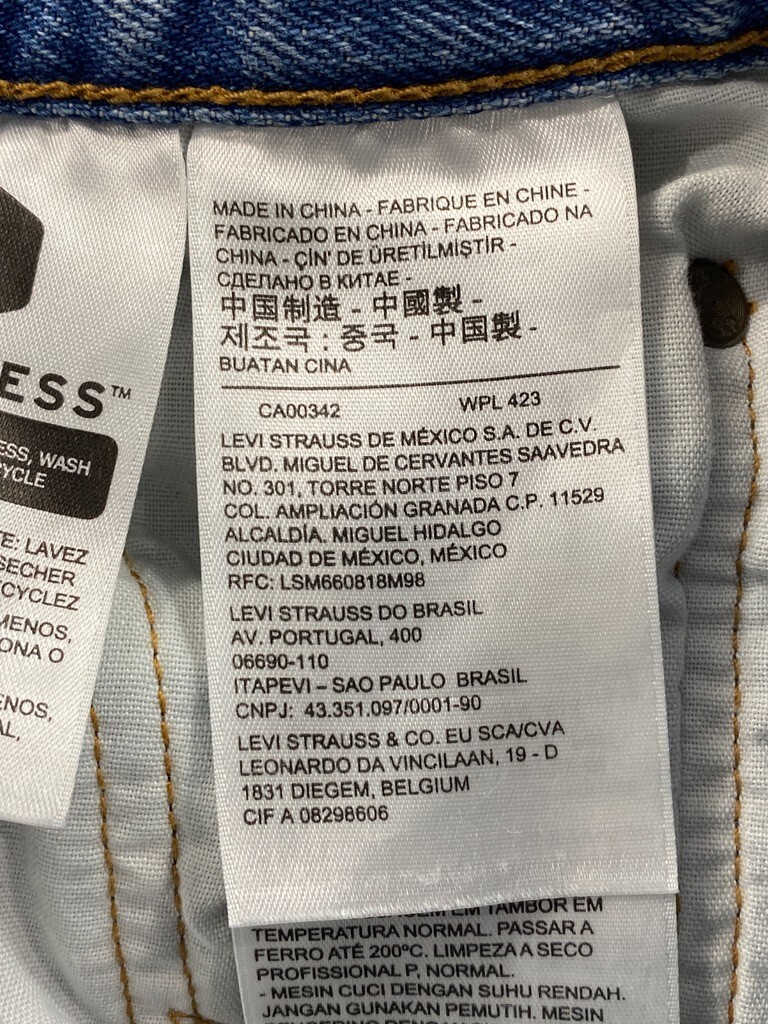 MADE IN CHINA - FABRIQUE EN CHINE -
FABRICADO EN CHINA - FABRICADO NA
CHINA - ÇİN' DE ÜRETİLMİŞTİR -
СДЕЛАНО В КИТАЕ -
中国制造 - 中國製 -
제조국 : 중국 - 中国製 -
BUATAN CINA
CA00342 WPL 423
LEVI STRAUSS DE MÉXICO S.A. DE C.V.
BLVD. MIGUEL DE CERVANTES SAAVEDRA
NO. 301, TORRE NORTE PISO 7
COL. AMPLIACIÓN GRANADA C.P. 11529
ALCALDÍA. MIGUEL HIDALGO
CIUDAD DE MÉXICO, MÉXICO
RFC: LSM660818M98
LEVI STRAUSS DO BRASIL
AV. PORTUGAL, 400
06690-110
ITAPEVI – SAO PAULO BRASIL
CNPJ: 43.351.097/0001-90
LEVI STRAUSS & CO. EU SCA/CVA
LEONARDO DA VINCILAAN, 19 - D
1831 DIEGEM, BELGIUM
CIF A 08298606
ESS™
ESS, WASH
YCLE
E: LAVEZ
SECHER
CYCLEZ
MENOS,
ONA O
ENOS,
AL,
EM TAMBOR EM
TEMPERATURA NORMAL. PASSAR A
FERRO ATÉ 200ºC. LIMPEZA A SECO
PROFISSIONAL P, NORMAL.
- MESIN CUCI DENGAN SUHU RENDAH.
JANGAN GUNAKAN PEMUTIH. MESIN